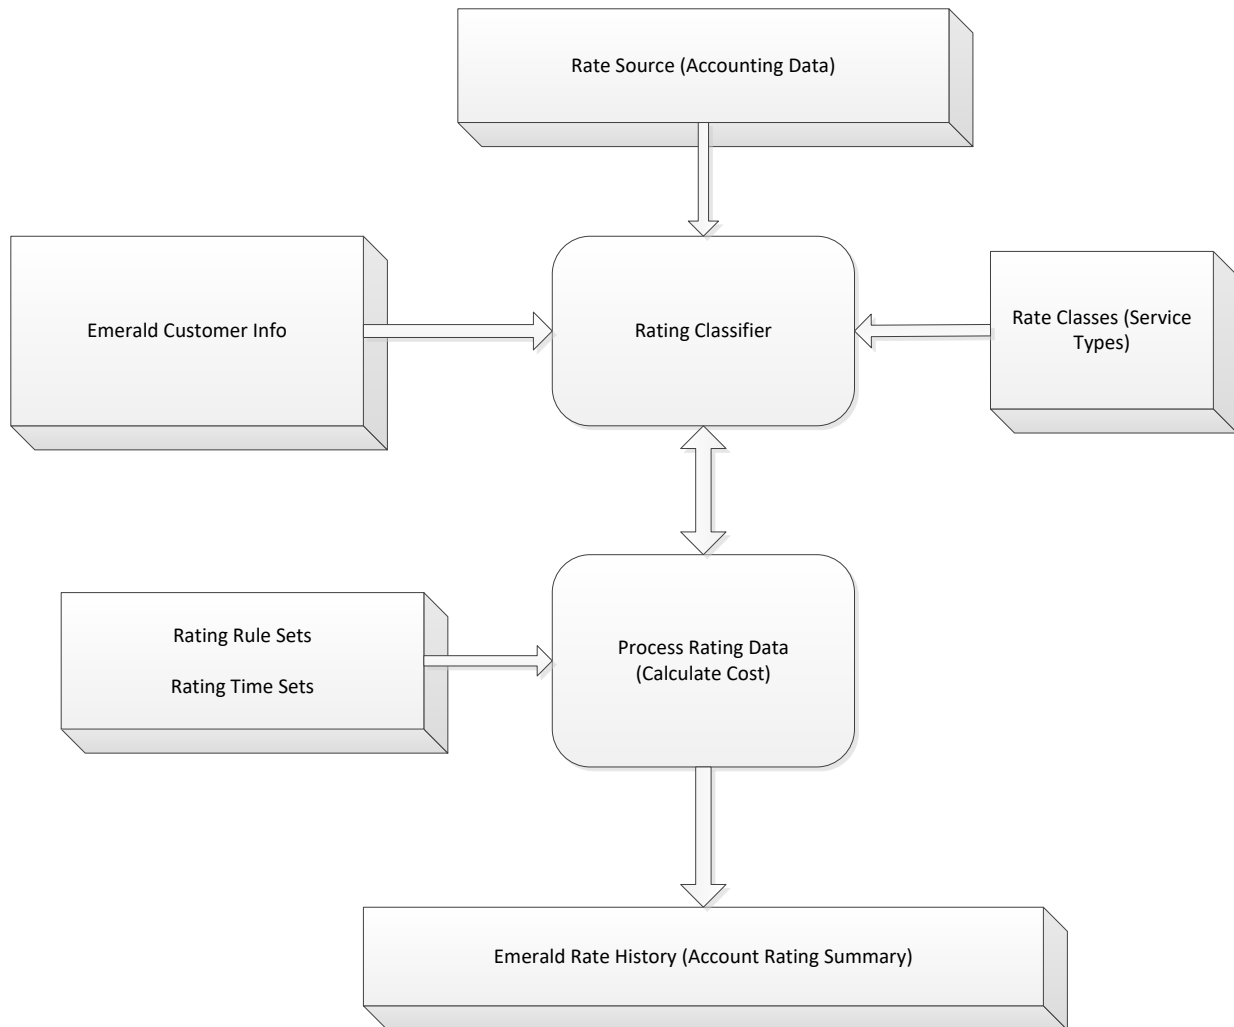 Rate Source (Accounting Data)
Emerald Customer Info
Rating Classifier
Rate Classes (Service
Types)
Rating Rule Sets
Rating Time Sets
Process Rating Data
(Calculate Cost)
Emerald Rate History (Account Rating Summary)